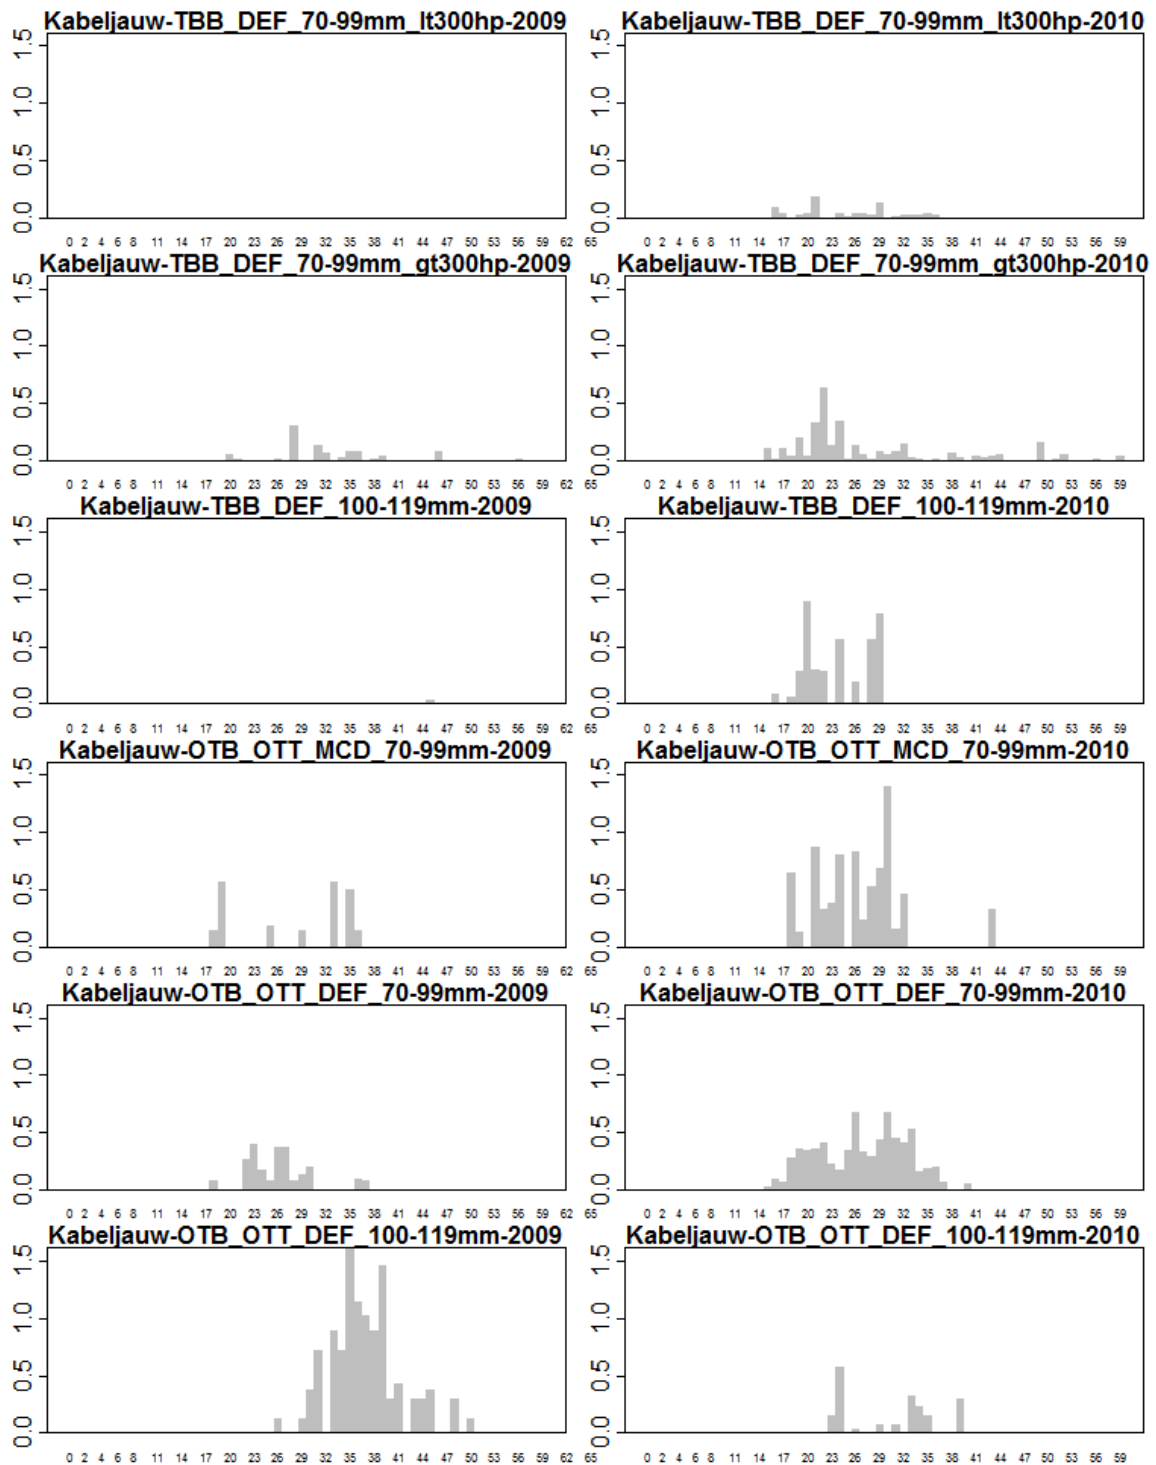 Kabeljauw-TBB_DEF_70-99mm_lt300hp-2009
1.5
1.0
0.5
0.0
0 2 4 6 8 11 14 17 20 23 26 29 32 35 38 41 44 47 50 53 56 59 62 65
Kabeljauw-TBB_DEF_70-99mm_lt300hp-2010
1.5
1.0
0.5
0.0
0 2 4 6 8 11 14 17 20 23 26 29 32 35 38 41 44 47 50 53 56 59
Kabeljauw-TBB_DEF_70-99mm_gt300hp-2009
1.5
1.0
0.5
0.0
0 2 4 6 8 11 14 17 20 23 26 29 32 35 38 41 44 47 50 53 56 59 62 65
Kabeljauw-TBB_DEF_70-99mm_gt300hp-2010
1.5
1.0
0.5
0.0
0 2 4 6 8 11 14 17 20 23 26 29 32 35 38 41 44 47 50 53 56 59
Kabeljauw-TBB_DEF_100-119mm-2009
1.5
1.0
0.5
0.0
0 2 4 6 8 11 14 17 20 23 26 29 32 35 38 41 44 47 50 53 56 59 62 65
Kabeljauw-TBB_DEF_100-119mm-2010
1.5
1.0
0.5
0.0
0 2 4 6 8 11 14 17 20 23 26 29 32 35 38 41 44 47 50 53 56 59
Kabeljauw-OTB_OTT_MCD_70-99mm-2009
1.5
1.0
0.5
0.0
0 2 4 6 8 11 14 17 20 23 26 29 32 35 38 41 44 47 50 53 56 59 62 65
Kabeljauw-OTB_OTT_MCD_70-99mm-2010
1.5
1.0
0.5
0.0
0 2 4 6 8 11 14 17 20 23 26 29 32 35 38 41 44 47 50 53 56 59
Kabeljauw-OTB_OTT_DEF_70-99mm-2009
1.5
1.0
0.5
0.0
0 2 4 6 8 11 14 17 20 23 26 29 32 35 38 41 44 47 50 53 56 59 62 65
Kabeljauw-OTB_OTT_DEF_70-99mm-2010
1.5
1.0
0.5
0.0
0 2 4 6 8 11 14 17 20 23 26 29 32 35 38 41 44 47 50 53 56 59
Kabeljauw-OTB_OTT_DEF_100-119mm-2009
1.5
1.0
0.5
0.0
0 2 4 6 8 11 14 17 20 23 26 29 32 35 38 41 44 47 50 53 56 59 62 65
Kabeljauw-OTB_OTT_DEF_100-119mm-2010
1.5
1.0
0.5
0.0
0 2 4 6 8 11 14 17 20 23 26 29 32 35 38 41 44 47 50 53 56 59